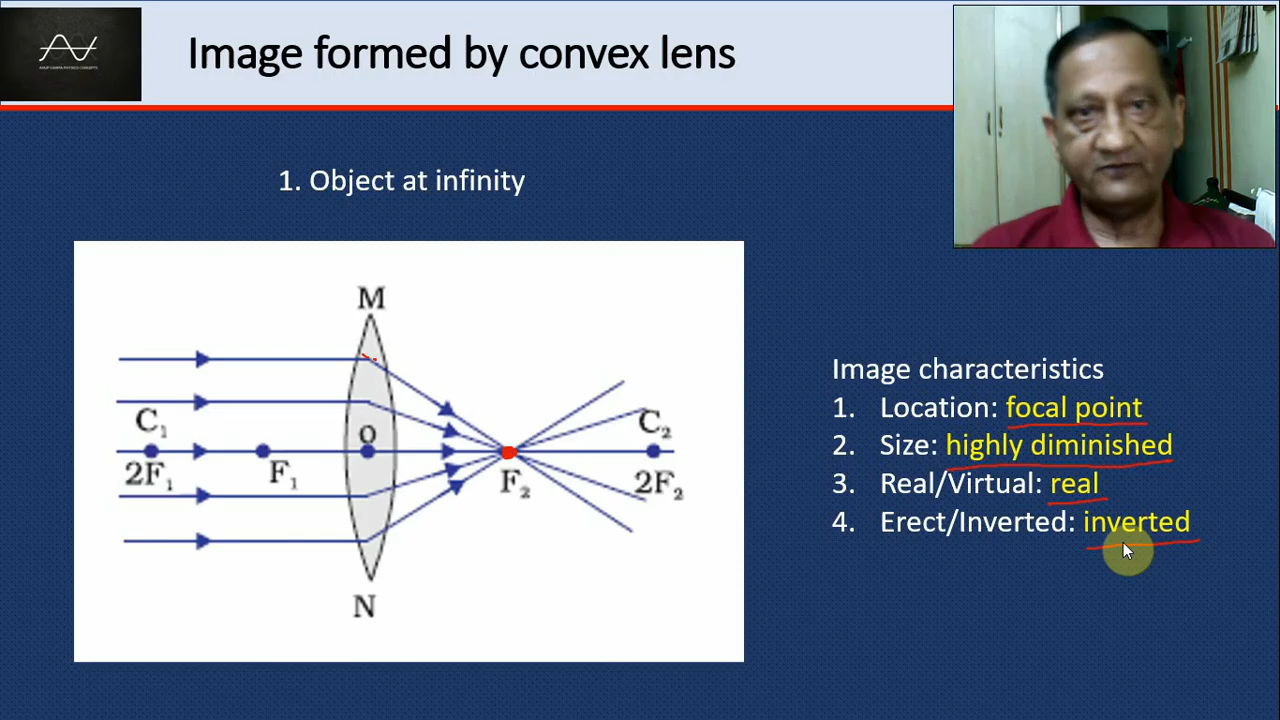 Image formed by convex lens
1. Object at infinity
M
C₁
O
C₂
2F₁
F₁
F₂
2F₂
N
Image characteristics
1. Location: focal point
2. Size: highly diminished
3. Real/Virtual: real
4. Erect/Inverted: inverted